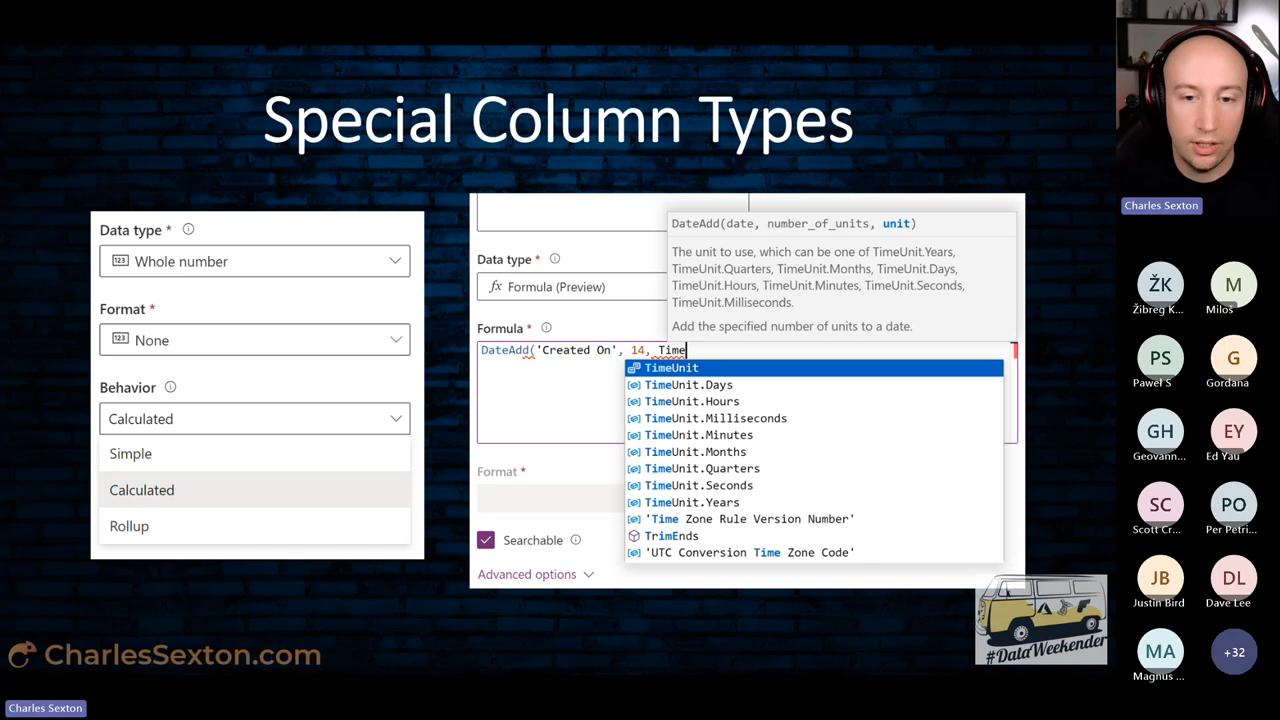 Special Column Types
Data type *
Whole number
Format *
None
Behavior
Calculated
Simple
Calculated
Rollup
Data type *
fx Formula (Preview)
Formula *
DateAdd('Created On', 14, Time
DateAdd(date, number_of_units, unit)
The unit to use, which can be one of TimeUnit.Years,
TimeUnit.Quarters, TimeUnit.Months, TimeUnit.Days,
TimeUnit.Hours, TimeUnit.Minutes, TimeUnit.Seconds,
TimeUnit.Milliseconds.
Add the specified number of units to a date.
TimeUnit
TimeUnit.Days
TimeUnit.Hours
TimeUnit.Milliseconds
TimeUnit.Minutes
TimeUnit.Months
TimeUnit.Quarters
TimeUnit.Seconds
TimeUnit.Years
'Time Zone Rule Version Number'
TrimEnds
'UTC Conversion Time Zone Code'
Format *
Searchable
Advanced options
#DataWeekender
CharlesSexton.com
Charles Sexton
Charles Sexton
ŽK
Žibreg K...
M
Miloš
PS
Pawel S
G
Gordana
GH
Geovann...
EY
Ed Yau
SC
Scott Cr...
PO
Per Petri...
JB
Justin Bird
DL
Dave Lee
MA
Magnus ...
+32